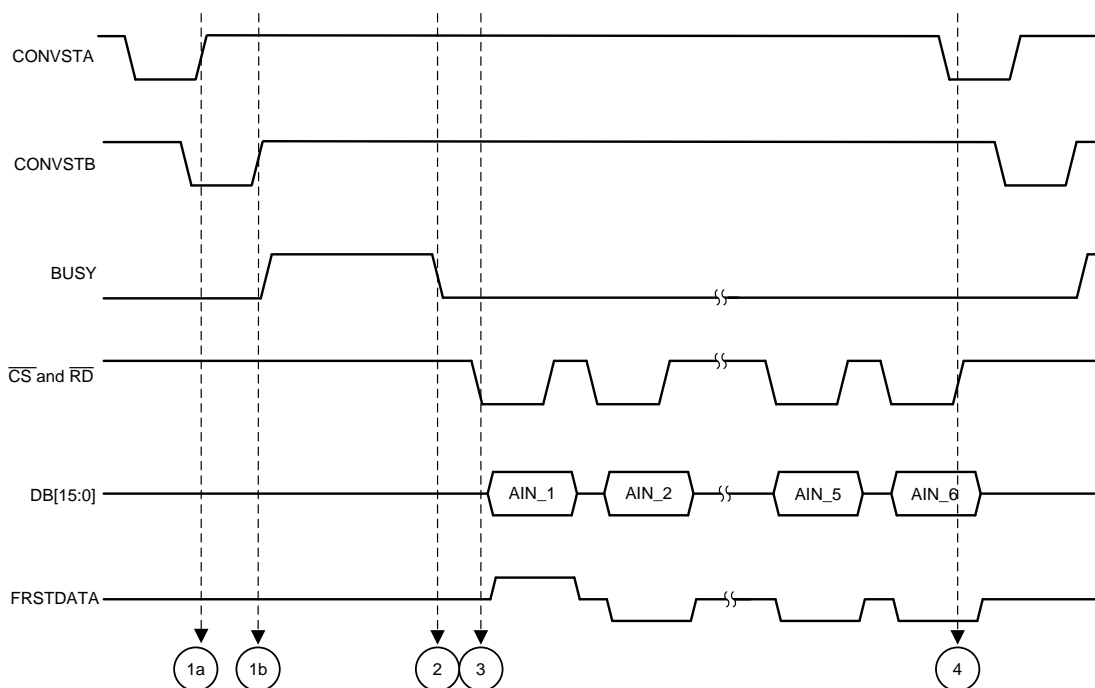 CONVSTA
CONVSTB
BUSY
CS and RD
DB[15:0]
AIN_1
AIN_2
AIN_5
AIN_6
FRSTDATA
1a
1b
2
3
4